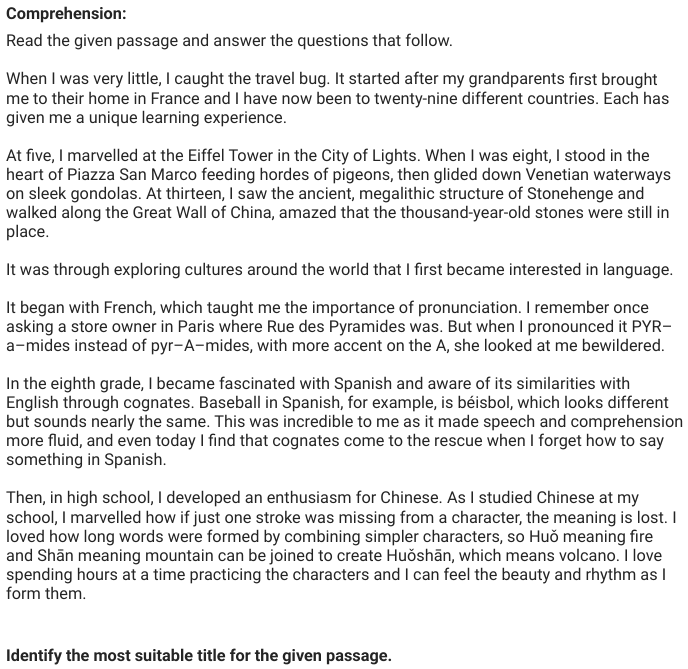 Comprehension:
Read the given passage and answer the questions that follow.
When I was very little, I caught the travel bug. It started after my grandparents first brought
me to their home in France and I have now been to twenty-nine different countries. Each has
given me a unique learning experience.
At five, I marvelled at the Eiffel Tower in the City of Lights. When I was eight, I stood in the
heart of Piazza San Marco feeding hordes of pigeons, then glided down Venetian waterways
on sleek gondolas. At thirteen, I saw the ancient, megalithic structure of Stonehenge and
walked along the Great Wall of China, amazed that the thousand-year-old stones were still in
place.
It was through exploring cultures around the world that I first became interested in language.
It began with French, which taught me the importance of pronunciation. I remember once
asking a store owner in Paris where Rue des Pyramides was. But when I pronounced it PYR–
a–mides instead of pyr–A–mides, with more accent on the A, she looked at me bewildered.
In the eighth grade, I became fascinated with Spanish and aware of its similarities with
English through cognates. Baseball in Spanish, for example, is béisbol, which looks different
but sounds nearly the same. This was incredible to me as it made speech and comprehension
more fluid, and even today I find that cognates come to the rescue when I forget how to say
something in Spanish.
Then, in high school, I developed an enthusiasm for Chinese. As I studied Chinese at my
school, I marvelled how if just one stroke was missing from a character, the meaning is lost. I
loved how long words were formed by combining simpler characters, so Huǒ meaning fire
and Shān meaning mountain can be joined to create Huǒshān, which means volcano. I love
spending hours at a time practicing the characters and I can feel the beauty and rhythm as I
form them.
Identify the most suitable title for the given passage.